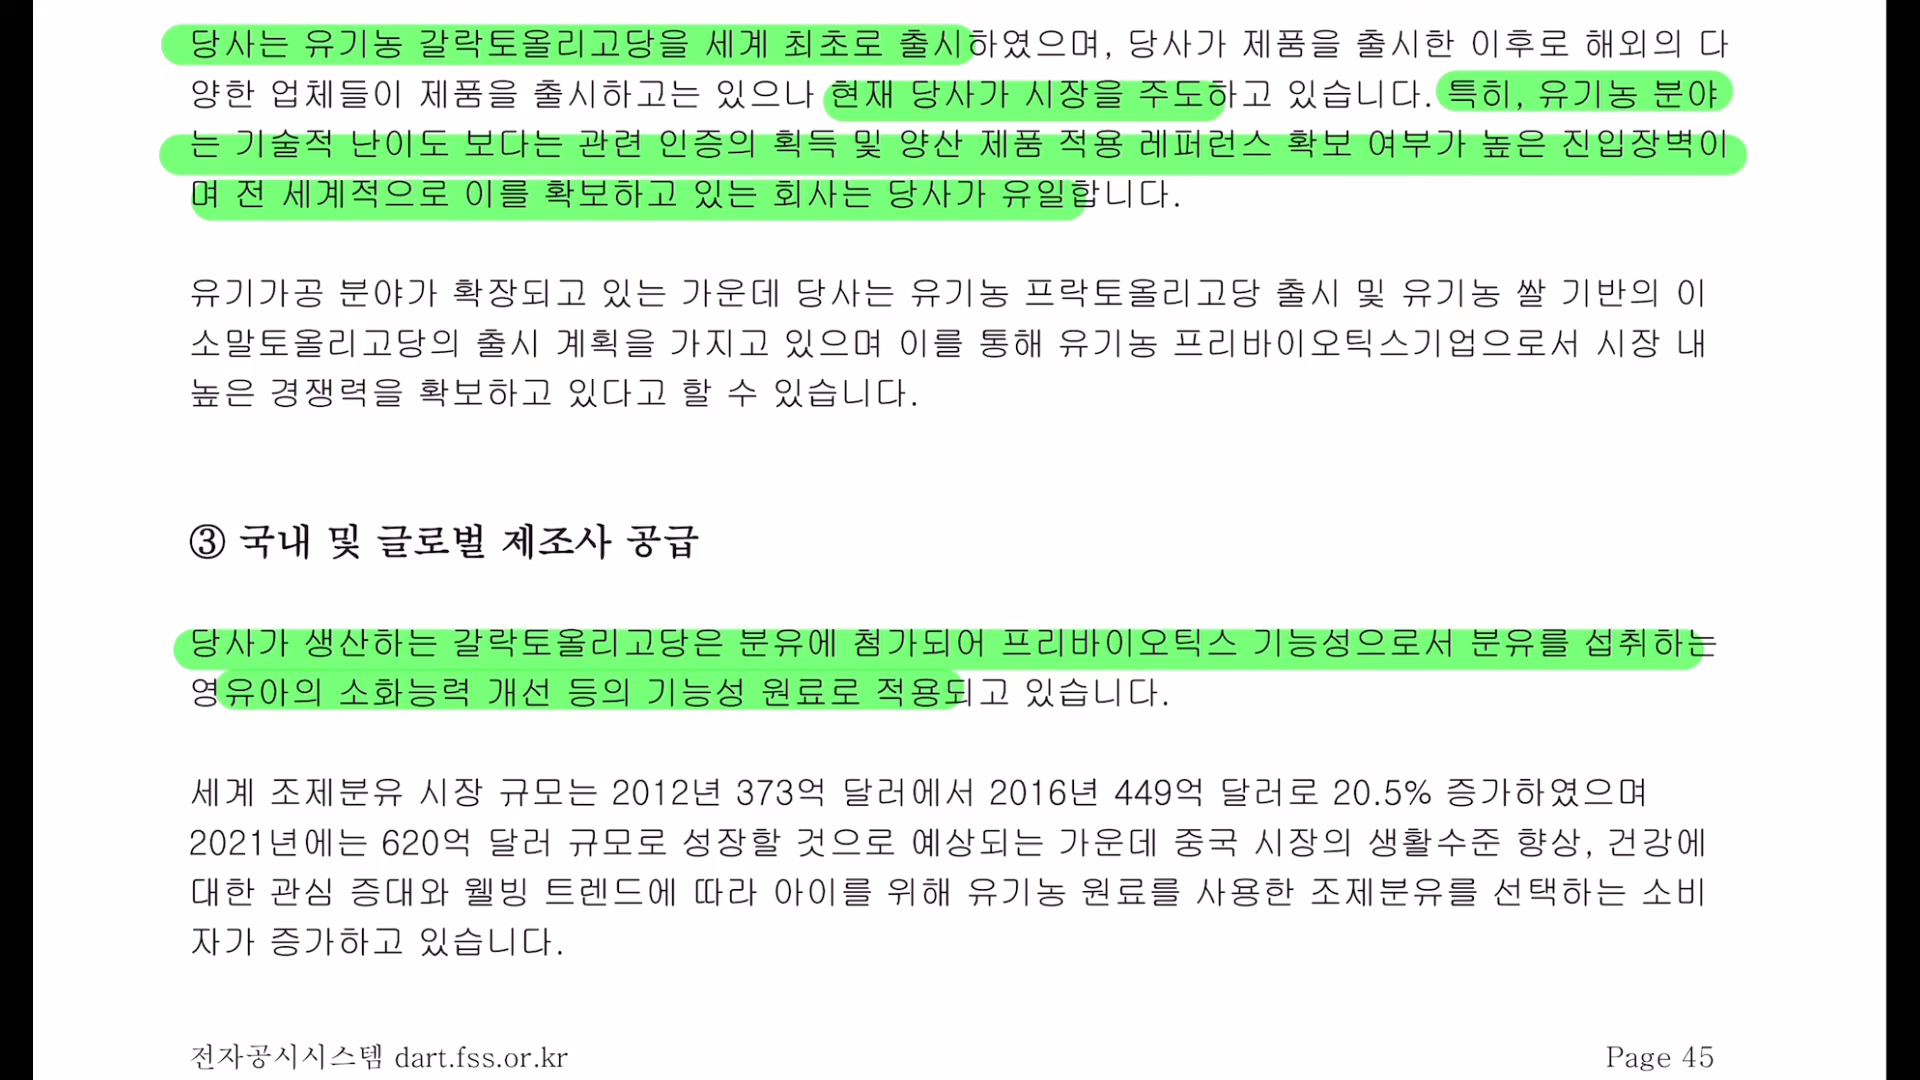 당사는 유기농 갈락토올리고당을 세계 최초로 출시하였으며, 당사가 제품을 출시한 이후로 해외의 다
양한 업체들이 제품을 출시하고는 있으나 현재 당사가 시장을 주도하고 있습니다. 특히, 유기농 분야
는 기술적 난이도 보다는 관련 인증의 획득 및 양산 제품 적용 레퍼런스 확보 여부가 높은 진입장벽이
며 전 세계적으로 이를 확보하고 있는 회사는 당사가 유일합니다.
유기가공 분야가 확장되고 있는 가운데 당사는 유기농 프락토올리고당 출시 및 유기농 쌀 기반의 이
소말토올리고당의 출시 계획을 가지고 있으며 이를 통해 유기농 프리바이오틱스기업으로서 시장 내
높은 경쟁력을 확보하고 있다고 할 수 있습니다.
③ 국내 및 글로벌 제조사 공급
당사가 생산하는 갈락토올리고당은 분유에 첨가되어 프리바이오틱스 기능성으로서 분유를 섭취하는
영유아의 소화능력 개선 등의 기능성 원료로 적용되고 있습니다.
세계 조제분유 시장 규모는 2012년 373억 달러에서 2016년 449억 달러로 20.5% 증가하였으며
2021년에는 620억 달러 규모로 성장할 것으로 예상되는 가운데 중국 시장의 생활수준 향상, 건강에
대한 관심 증대와 웰빙 트렌드에 따라 아이를 위해 유기농 원료를 사용한 조제분유를 선택하는 소비
자가 증가하고 있습니다.
전자공시시스템 dart.fss.or.kr
Page 45